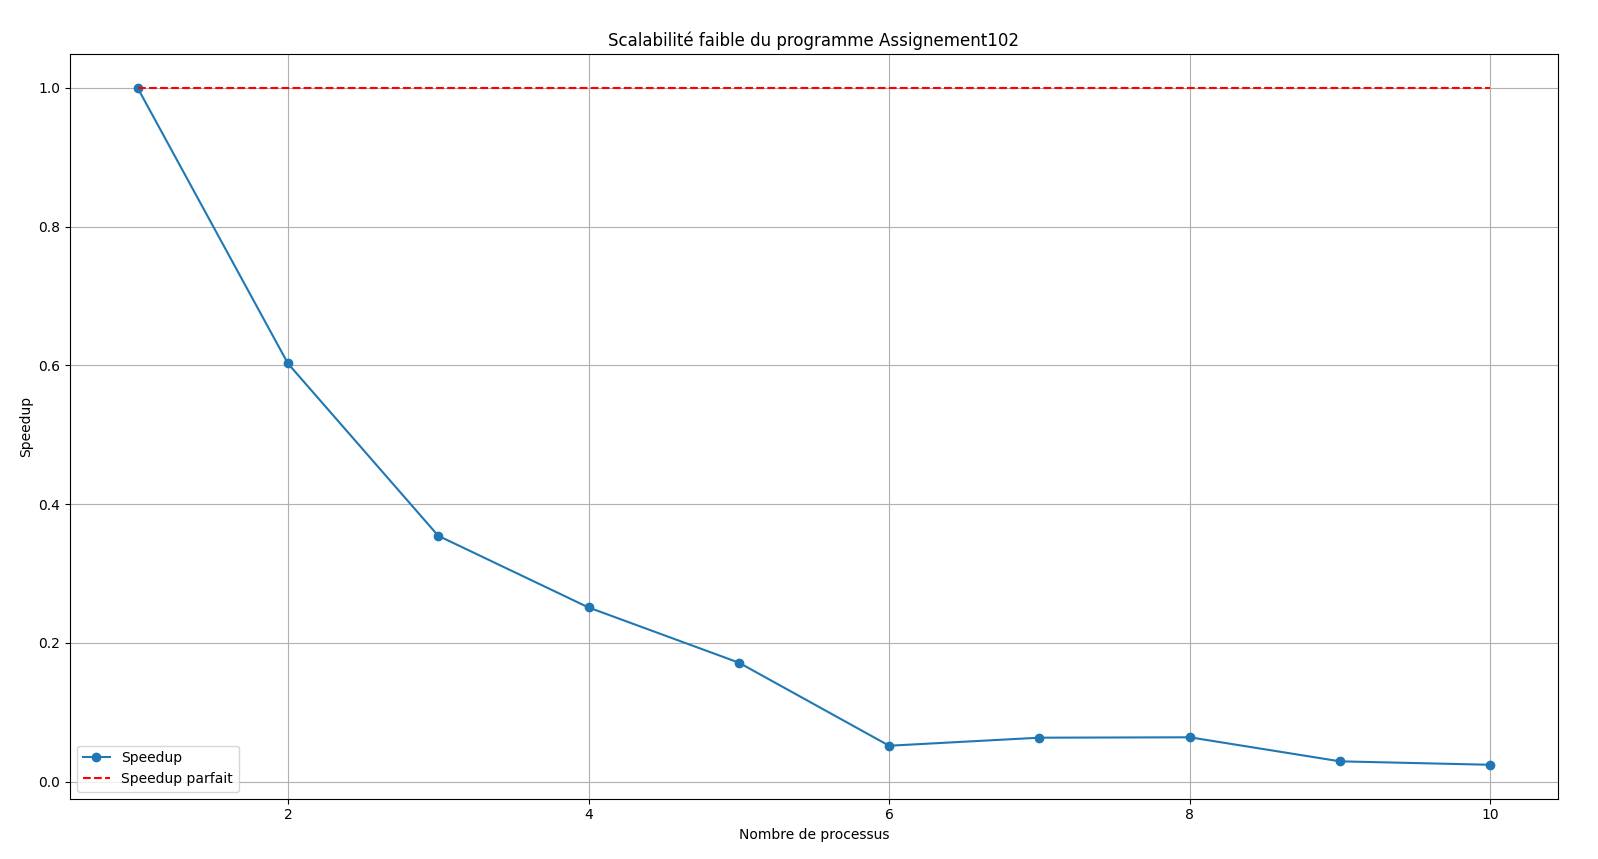 Scalabilité faible du programme Assignement102
Speedup
1.0
0.8
0.6
0.4
0.2
0.0
2
4
6
8
10
Nombre de processus
Speedup
Speedup parfait